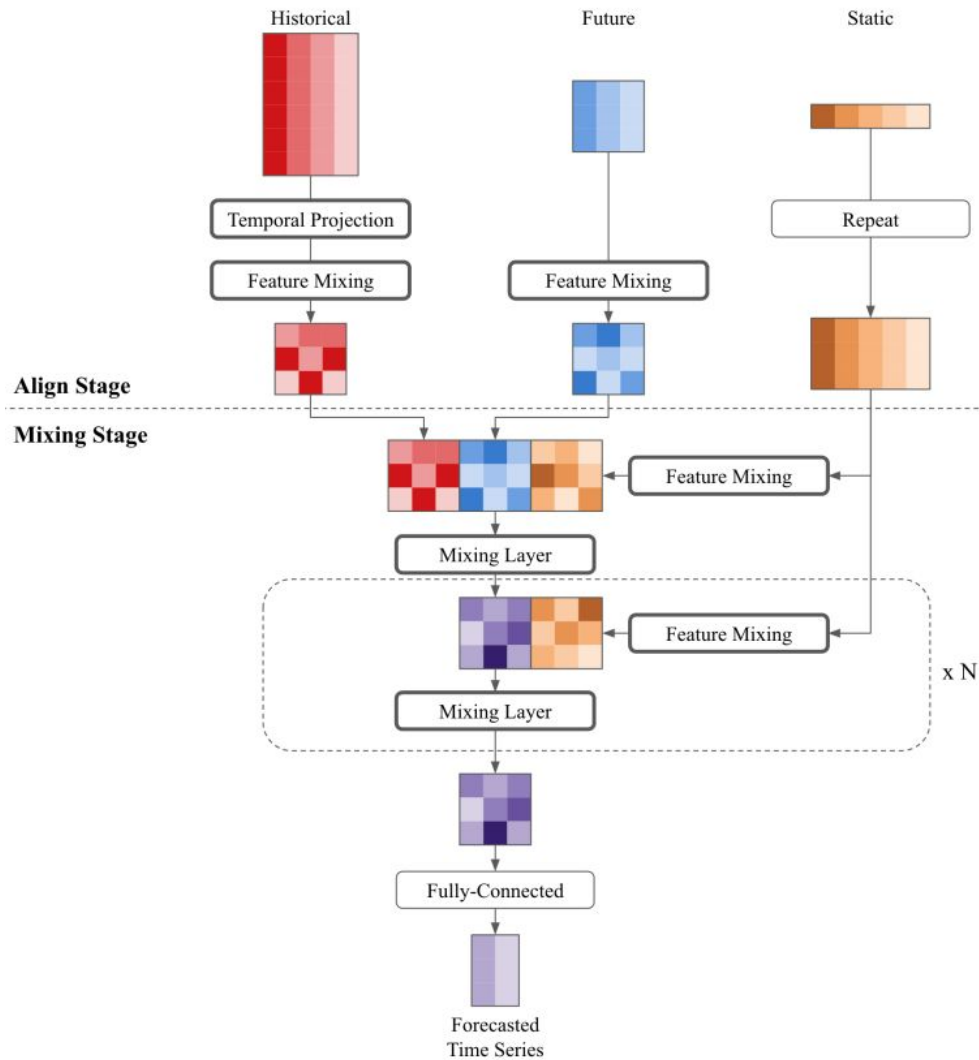 Historical
Future
Static
Temporal Projection
Repeat
Feature Mixing
Feature Mixing
Align Stage
Mixing Stage
Feature Mixing
Mixing Layer
Feature Mixing
x N
Mixing Layer
Fully-Connected
Forecasted
Time Series